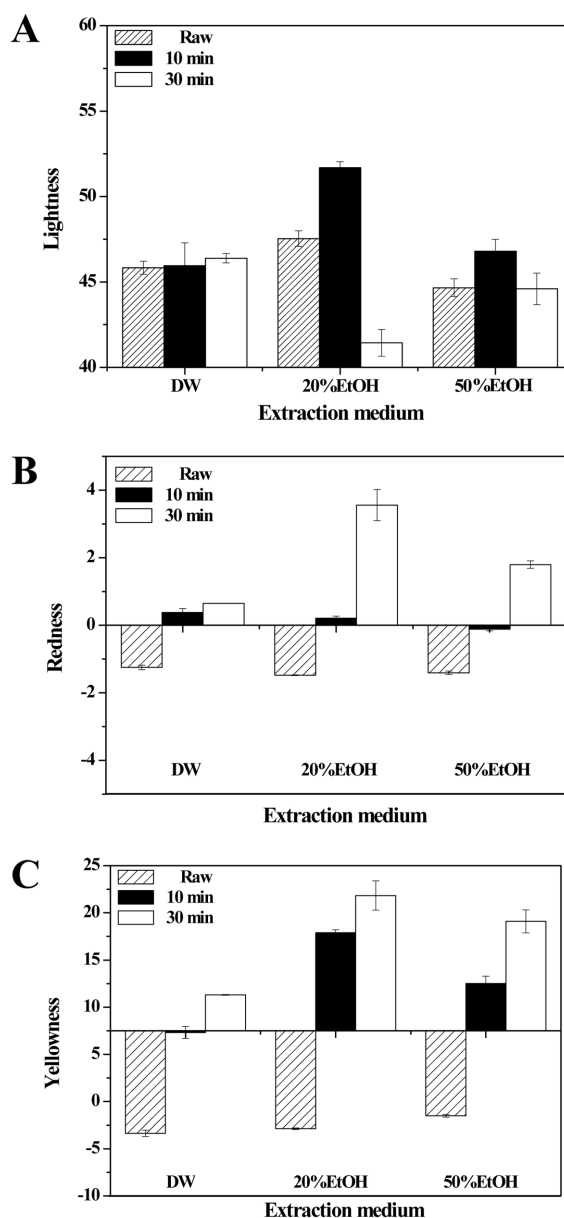 A
Raw
10 min
30 min
60
55
50
45
40
Lightness
DW 20%EtOH 50%EtOH
Extraction medium
B
Raw
10 min
30 min
4
2
0
-2
-4
Redness
DW 20%EtOH 50%EtOH
Extraction medium
C
Raw
10 min
30 min
25
20
15
10
5
0
-5
-10
Yellowness
DW 20%EtOH 50%EtOH
Extraction medium